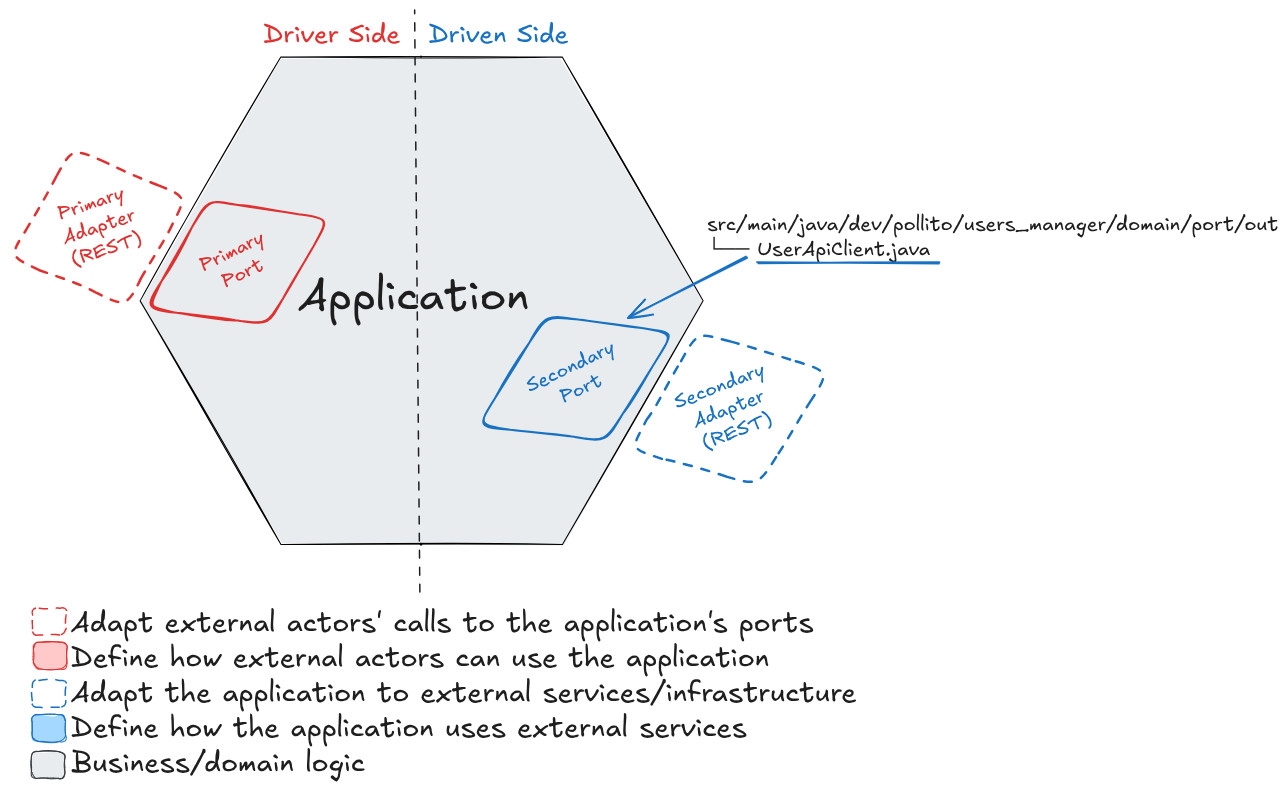 Driver Side
Driven Side
Primary
Adapter
(REST)
Primary
Port
Application
src/main/java/dev/pollito/users_manager/domain/port/out
UserApiClient.java
Secondary
Port
Secondary
Adapter
(REST)
Adapt external actors' calls to the application's ports
Define how external actors can use the application
Adapt the application to external services/infrastructure
Define how the application uses external services
Business/domain logic